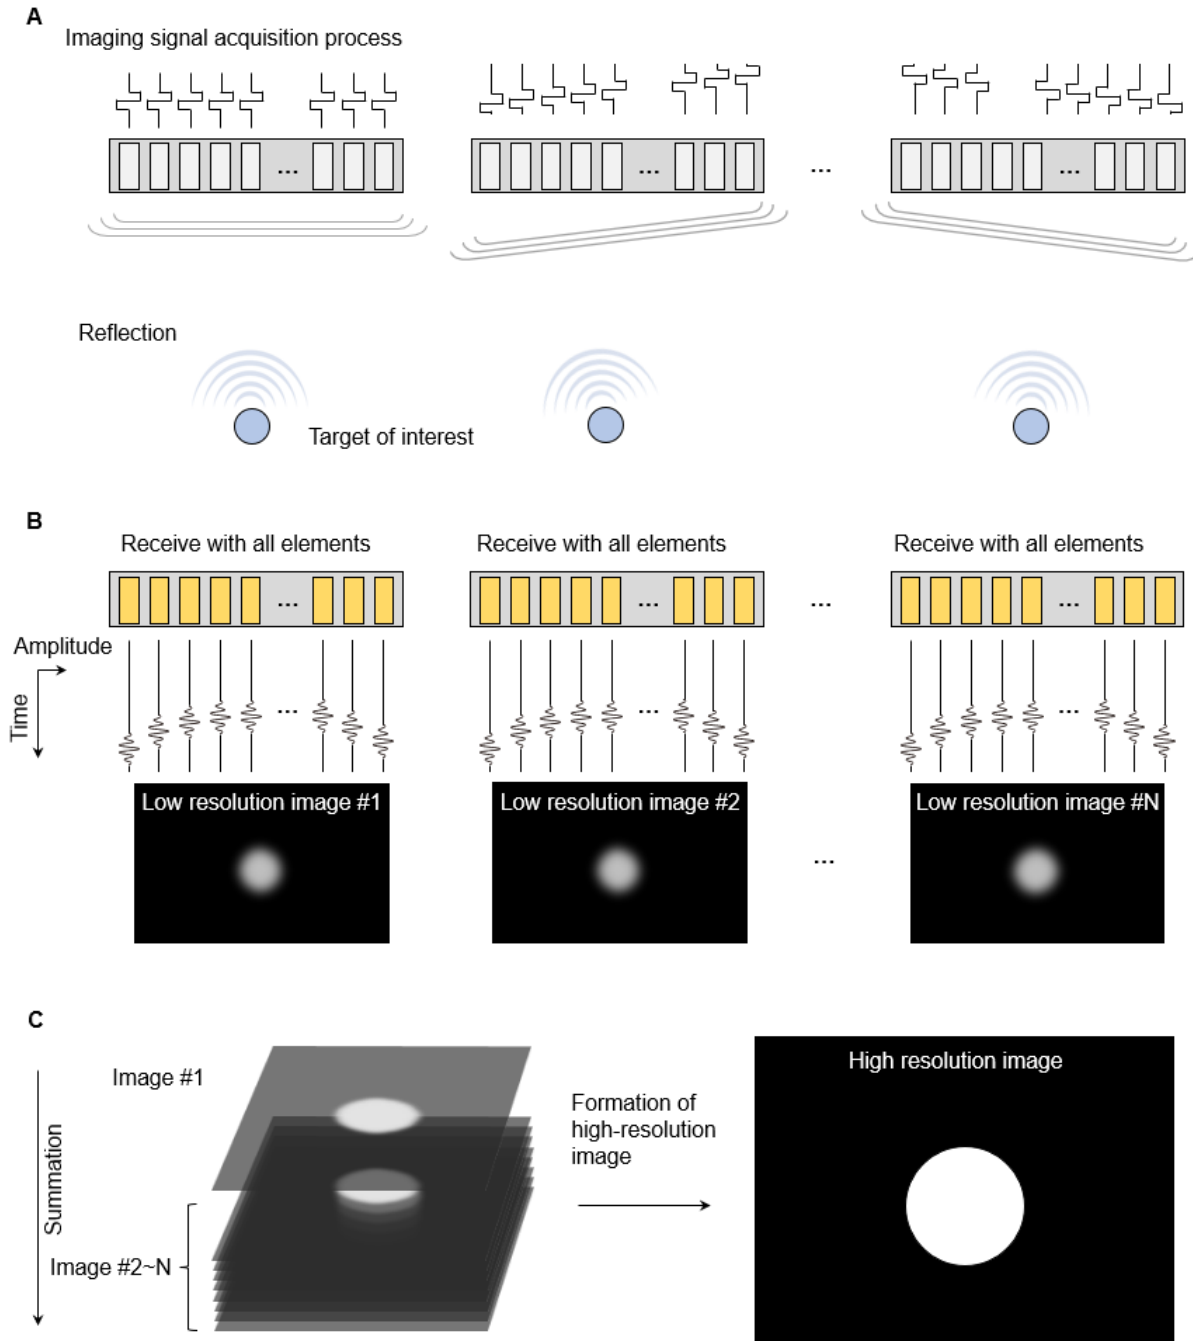 A
Imaging signal acquisition process
...
...
...
...
Reflection
Target of interest
B
Receive with all elements
Receive with all elements
Receive with all elements
...
...
...
...
Amplitude
Time
Low resolution image #1
Low resolution image #2
Low resolution image #N
...
C
Image #1
High resolution image
Formation of
high-resolution
image
Summation
Image #2~N